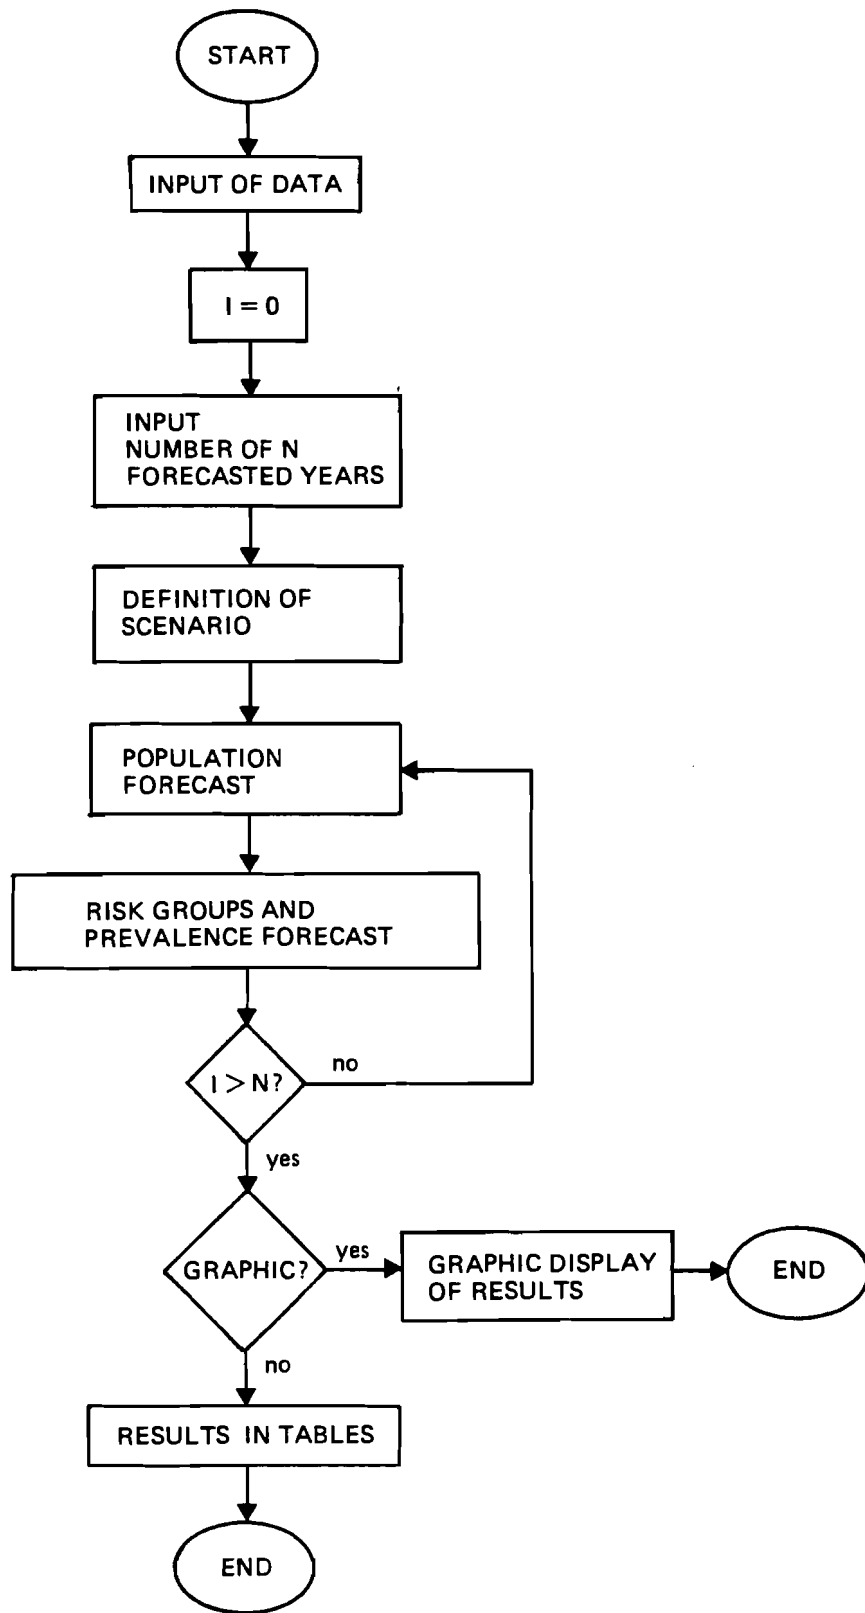 START
INPUT OF DATA
I = 0
INPUT
NUMBER OF N
FORECASTED YEARS
DEFINITION OF
SCENARIO
POPULATION
FORECAST
RISK GROUPS AND
PREVALENCE FORECAST
I > N?
no
yes
GRAPHIC?
yes
GRAPHIC DISPLAY
OF RESULTS
END
no
RESULTS IN TABLES
END